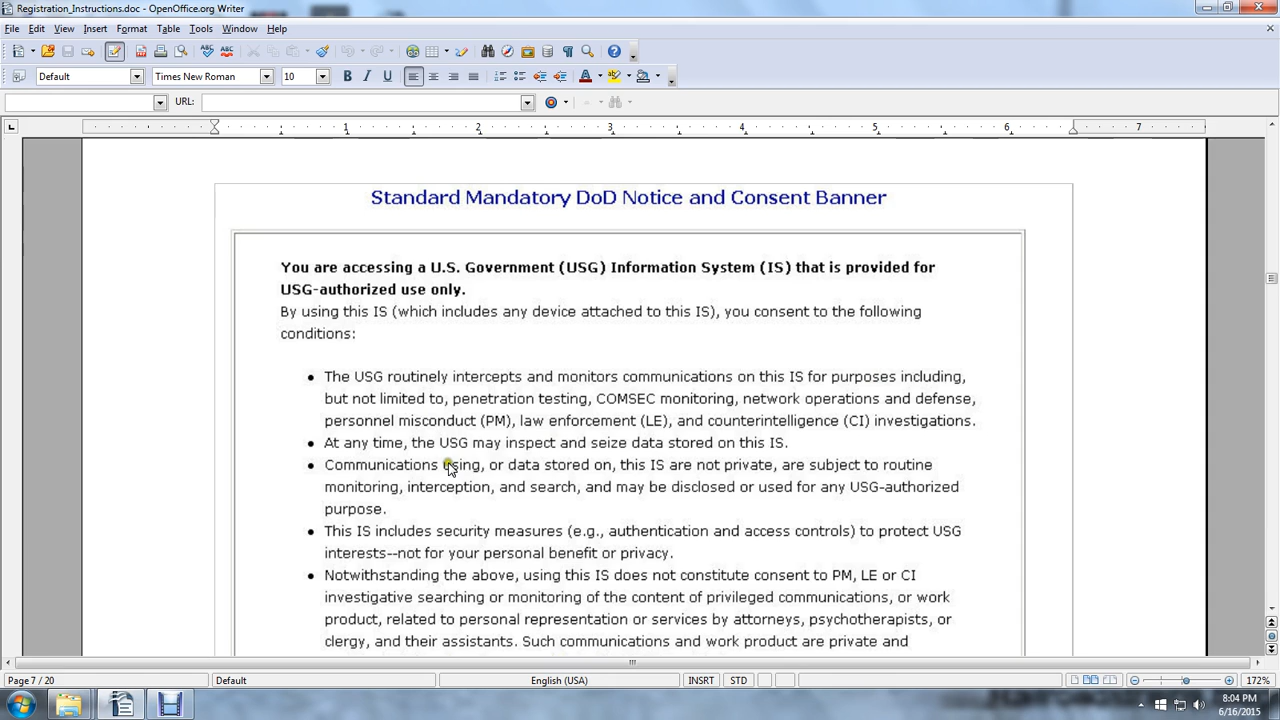 Registration_Instructions.doc - OpenOffice.org Writer
File Edit View Insert Format Table Tools Window Help
Default Times New Roman 10
URL:
1 2 3 4 5 6 7
Standard Mandatory DoD Notice and Consent Banner
You are accessing a U.S. Government (USG) Information System (IS) that is provided for
USG-authorized use only.
By using this IS (which includes any device attached to this IS), you consent to the following
conditions:
• The USG routinely intercepts and monitors communications on this IS for purposes including,
but not limited to, penetration testing, COMSEC monitoring, network operations and defense,
personnel misconduct (PM), law enforcement (LE), and counterintelligence (CI) investigations.
• At any time, the USG may inspect and seize data stored on this IS.
• Communications using, or data stored on, this IS are not private, are subject to routine
monitoring, interception, and search, and may be disclosed or used for any USG-authorized
purpose.
• This IS includes security measures (e.g., authentication and access controls) to protect USG
interests--not for your personal benefit or privacy.
• Notwithstanding the above, using this IS does not constitute consent to PM, LE or CI
investigative searching or monitoring of the content of privileged communications, or work
product, related to personal representation or services by attorneys, psychotherapists, or
clergy, and their assistants. Such communications and work product are private and
Page 7 / 20 Default English (USA) INSRT STD 172%
8:04 PM
6/16/2015